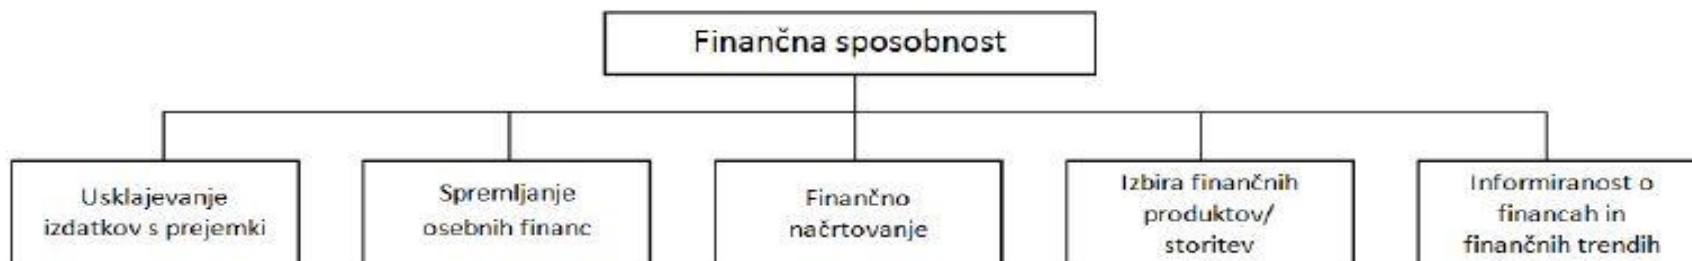 Finančna sposobnost
Usklajevanje
izdatkov s prejemki
Spremljanje
osebnih financ
Finančno
načrtovanje
Izbira finančnih
produktov/
storitev
Informiranost o
financah in
finančnih trendih